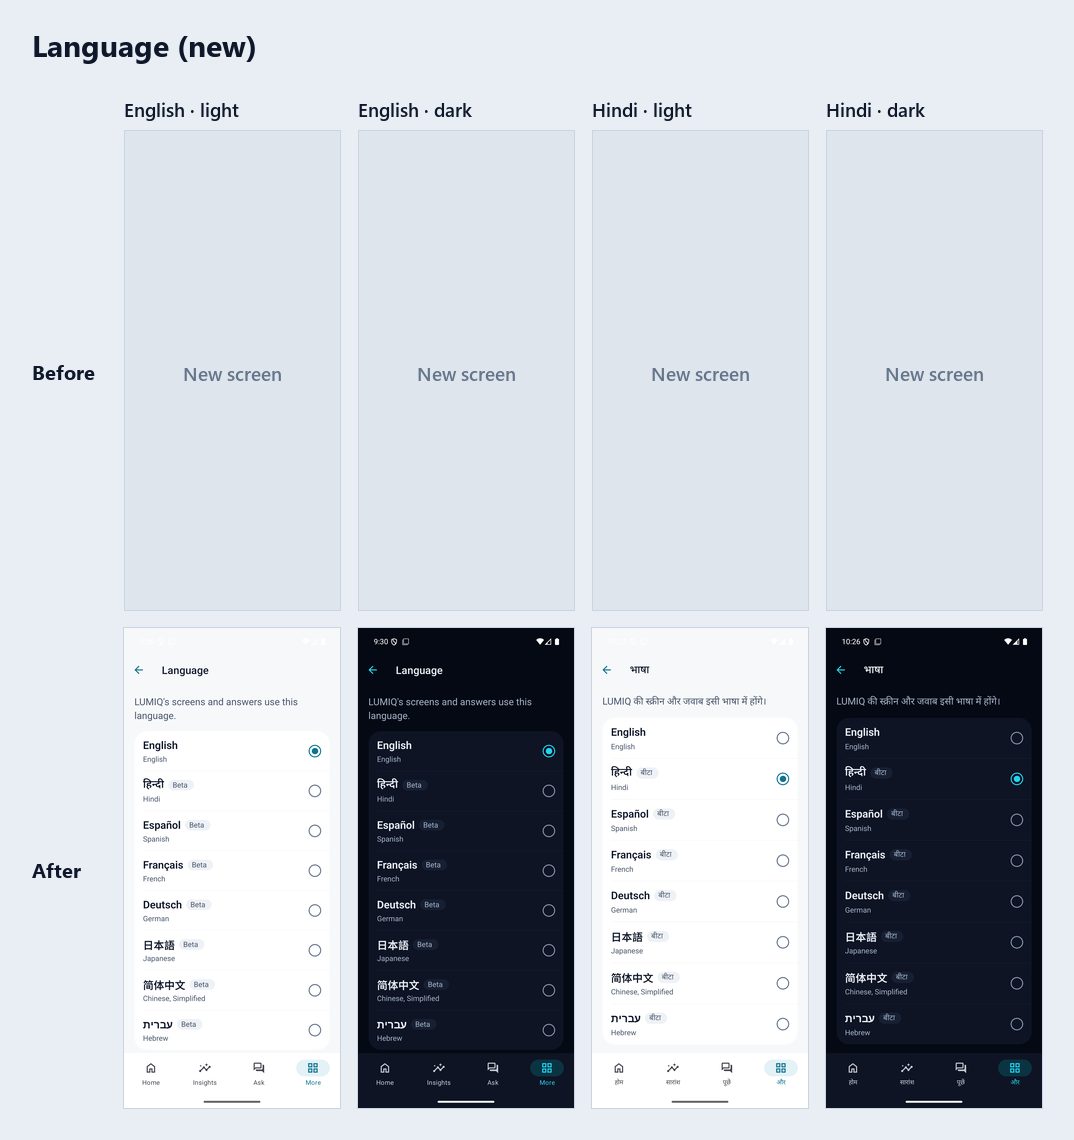 Language (new)
English · light
English · dark
Hindi · light
Hindi · dark
Before
New screen
New screen
New screen
New screen
After
Language
LUMIQ's screens and answers use this
language.
English
English
हिन्दी Beta
Hindi
Español Beta
Spanish
Français Beta
French
Deutsch Beta
German
日本語 Beta
Japanese
简体中文 Beta
Chinese, Simplified
עברית Beta
Hebrew
Home Insights Ask More
9:30
Language
LUMIQ's screens and answers use this
language.
English
English
हिन्दी Beta
Hindi
Español Beta
Spanish
Français Beta
French
Deutsch Beta
German
日本語 Beta
Japanese
简体中文 Beta
Chinese, Simplified
עברית Beta
Hebrew
Home Insights Ask More
भाषा
LUMIQ की स्क्रीन और जवाब इसी भाषा में होंगे।
English
English
हिन्दी बीटा
Hindi
Español बीटा
Spanish
Français बीटा
French
Deutsch बीटा
German
日本語 बीटा
Japanese
简体中文 बीटा
Chinese, Simplified
עברית बीटा
Hebrew
होम सारांश पूछें और
10:26
भाषा
LUMIQ की स्क्रीन और जवाब इसी भाषा में होंगे।
English
English
हिन्दी बीटा
Hindi
Español बीटा
Spanish
Français बीटा
French
Deutsch बीटा
German
日本語 बीटा
Japanese
简体中文 बीटा
Chinese, Simplified
עברית बीटा
Hebrew
होम सारांश पूछें और